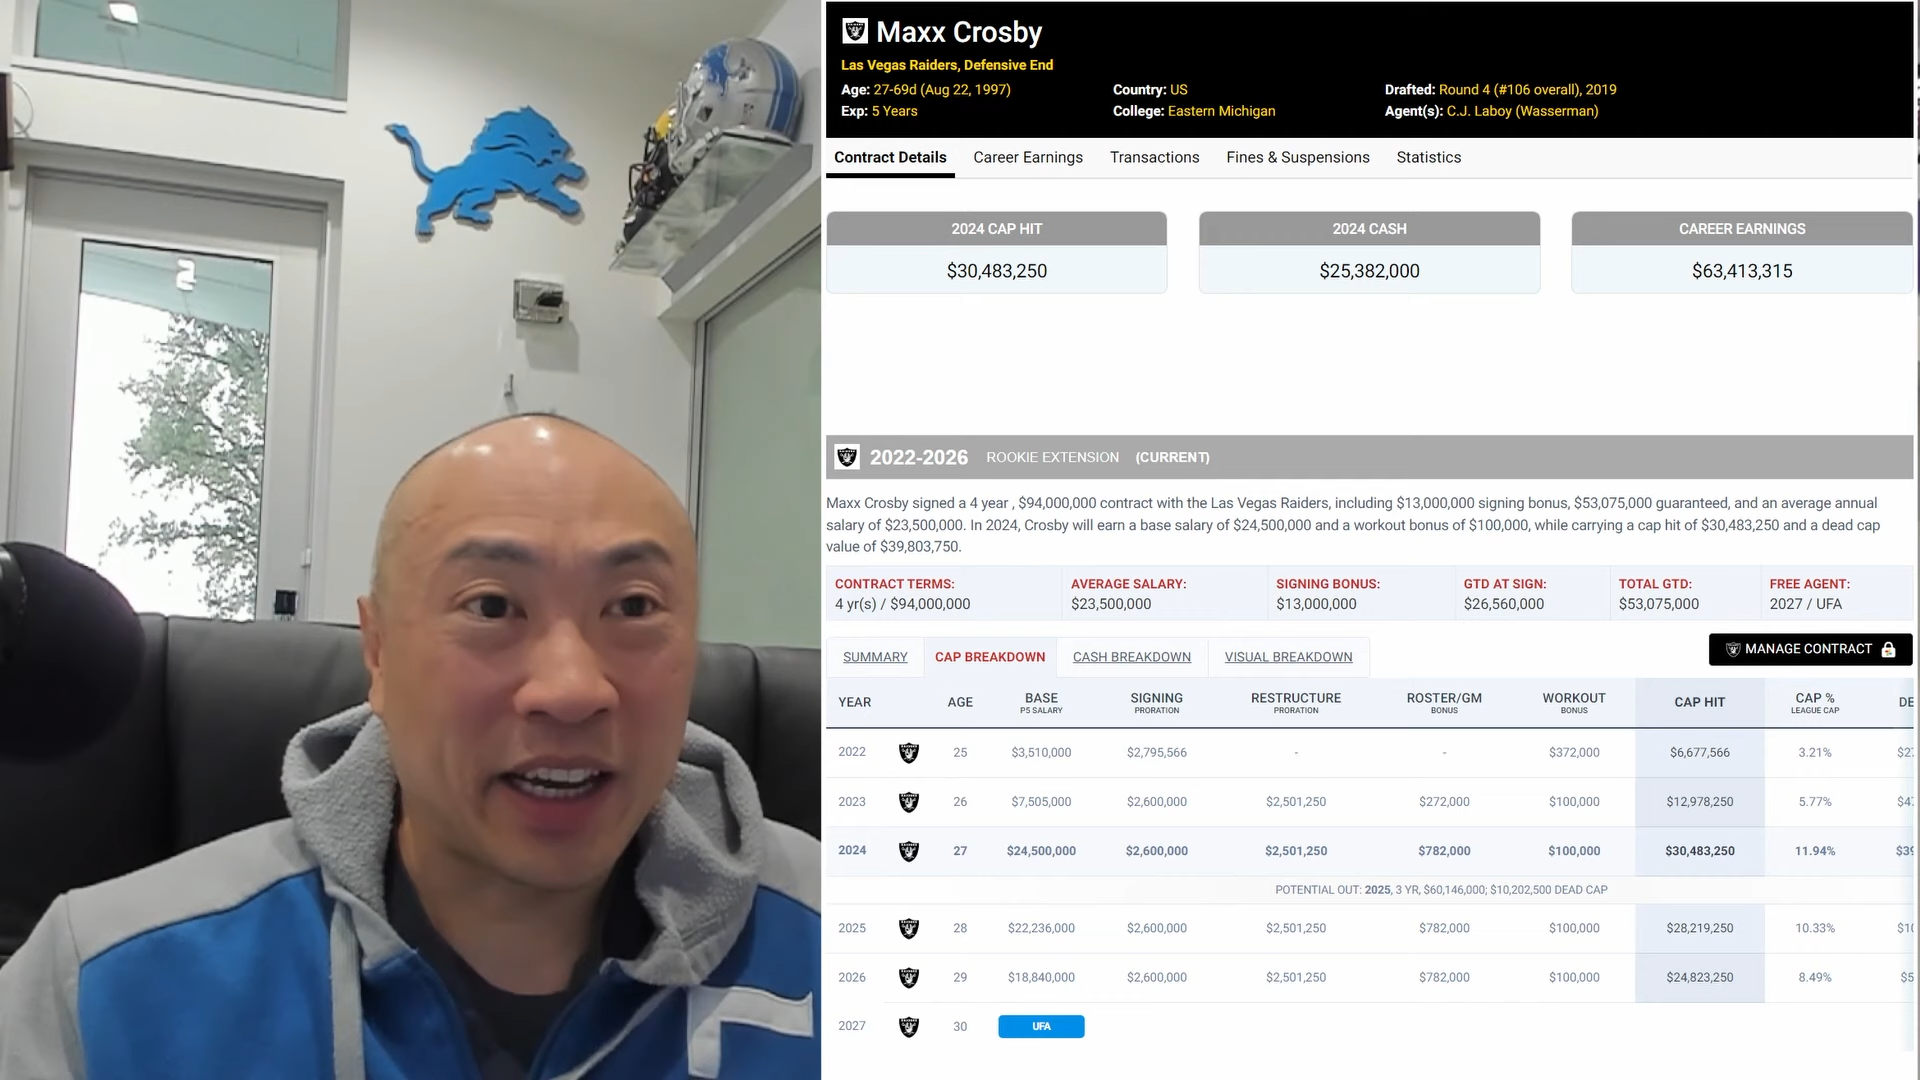 Maxx Crosby
Las Vegas Raiders, Defensive End
Age: 27-69d (Aug 22, 1997) Country: US Drafted: Round 4 (#106 overall), 2019
Exp: 5 Years College: Eastern Michigan Agent(s): C.J. Laboy (Wasserman)
Contract Details Career Earnings Transactions Fines & Suspensions Statistics
2024 CAP HIT 2024 CASH CAREER EARNINGS
$30,483,250 $25,382,000 $63,413,315
2022-2026 ROOKIE EXTENSION (CURRENT)
Maxx Crosby signed a 4 year , $94,000,000 contract with the Las Vegas Raiders, including $13,000,000 signing bonus, $53,075,000 guaranteed, and an average annual
salary of $23,500,000. In 2024, Crosby will earn a base salary of $24,500,000 and a workout bonus of $100,000, while carrying a cap hit of $30,483,250 and a dead cap
value of $39,803,750.
CONTRACT TERMS: AVERAGE SALARY: SIGNING BONUS: GTD AT SIGN: TOTAL GTD: FREE AGENT:
4 yr(s) / $94,000,000 $23,500,000 $13,000,000 $26,560,000 $53,075,000 2027 / UFA
SUMMARY CAP BREAKDOWN CASH BREAKDOWN VISUAL BREAKDOWN MANAGE CONTRACT
YEAR AGE BASE SIGNING RESTRUCTURE ROSTER/GM WORKOUT CAP HIT CAP % DE
P5 SALARY PRORATION PRORATION BONUS BONUS LEAGUE CAP
2022 25 $3,510,000 $2,795,566 - - $372,000 $6,677,566 3.21% $2
2023 26 $7,505,000 $2,600,000 $2,501,250 $272,000 $100,000 $12,978,250 5.77% $4
2024 27 $24,500,000 $2,600,000 $2,501,250 $782,000 $100,000 $30,483,250 11.94% $39
POTENTIAL OUT: 2025, 3 YR, $60,146,000; $10,202,500 DEAD CAP
2025 28 $22,236,000 $2,600,000 $2,501,250 $782,000 $100,000 $28,219,250 10.33% $10
2026 29 $18,840,000 $2,600,000 $2,501,250 $782,000 $100,000 $24,823,250 8.49% $5
2027 30 UFA
2